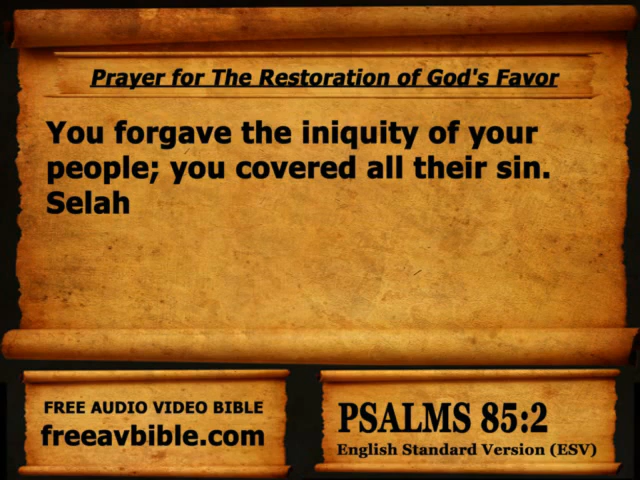 Prayer for The Restoration of God's Favor
You forgave the iniquity of your
people; you covered all their sin.
Selah
FREE AUDIO VIDEO BIBLE
freeavbible.com
PSALMS 85:2
English Standard Version (ESV)